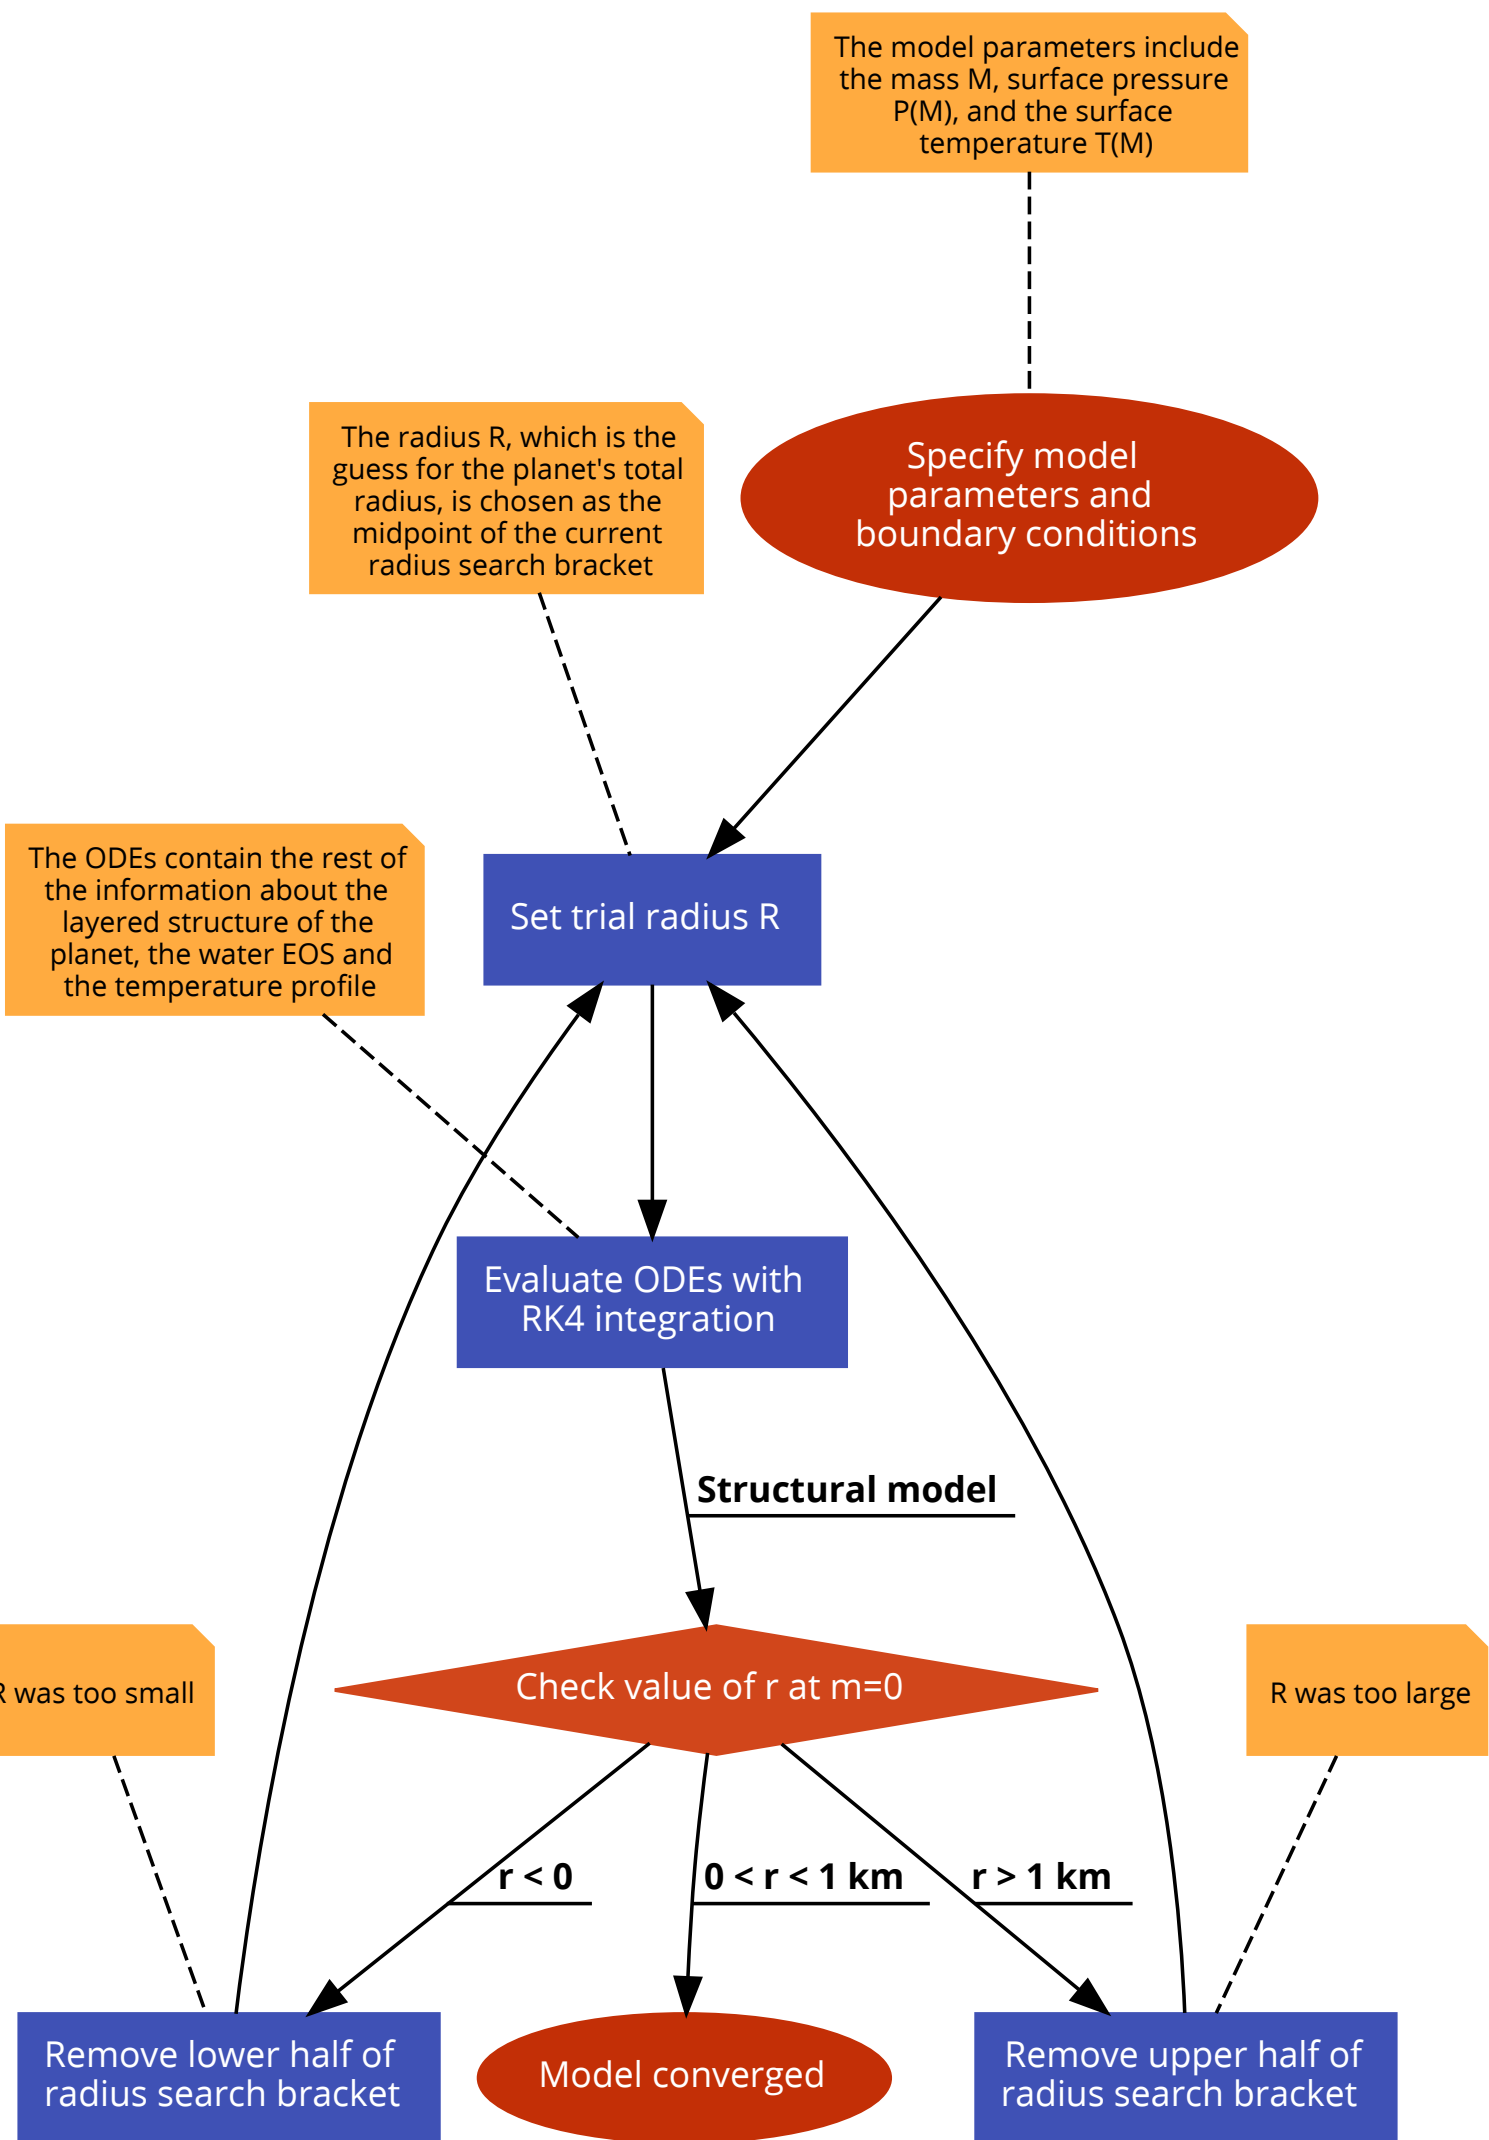 The model parameters include
the mass M, surface pressure
P(M), and the surface
temperature T(M)
The radius R, which is the
guess for the planet's total
radius, is chosen as the
midpoint of the current
radius search bracket
Specify model
parameters and
boundary conditions
The ODEs contain the rest of
the information about the
layered structure of the
planet, the water EOS and
the temperature profile
Set trial radius R
Evaluate ODEs with
RK4 integration
Structural model
R was too small
Check value of r at m=0
R was too large
r < 0
0 < r < 1 km
r > 1 km
Remove lower half of
radius search bracket
Model converged
Remove upper half of
radius search bracket